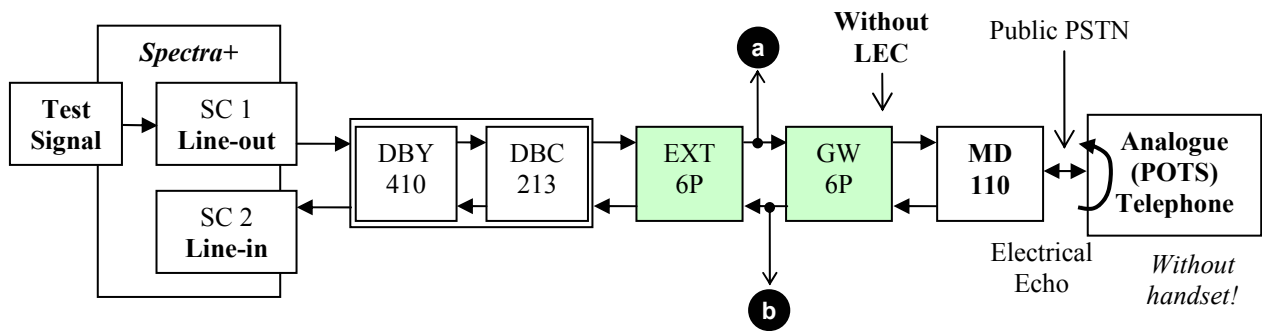 Spectra+
Test
Signal
SC 1
Line-out
SC 2
Line-in
DBY
410
DBC
213
EXT
6P
a
b
Without
LEC
GW
6P
MD
110
Public PSTN
Electrical
Echo
Analogue
(POTS)
Telephone
Without
handset!